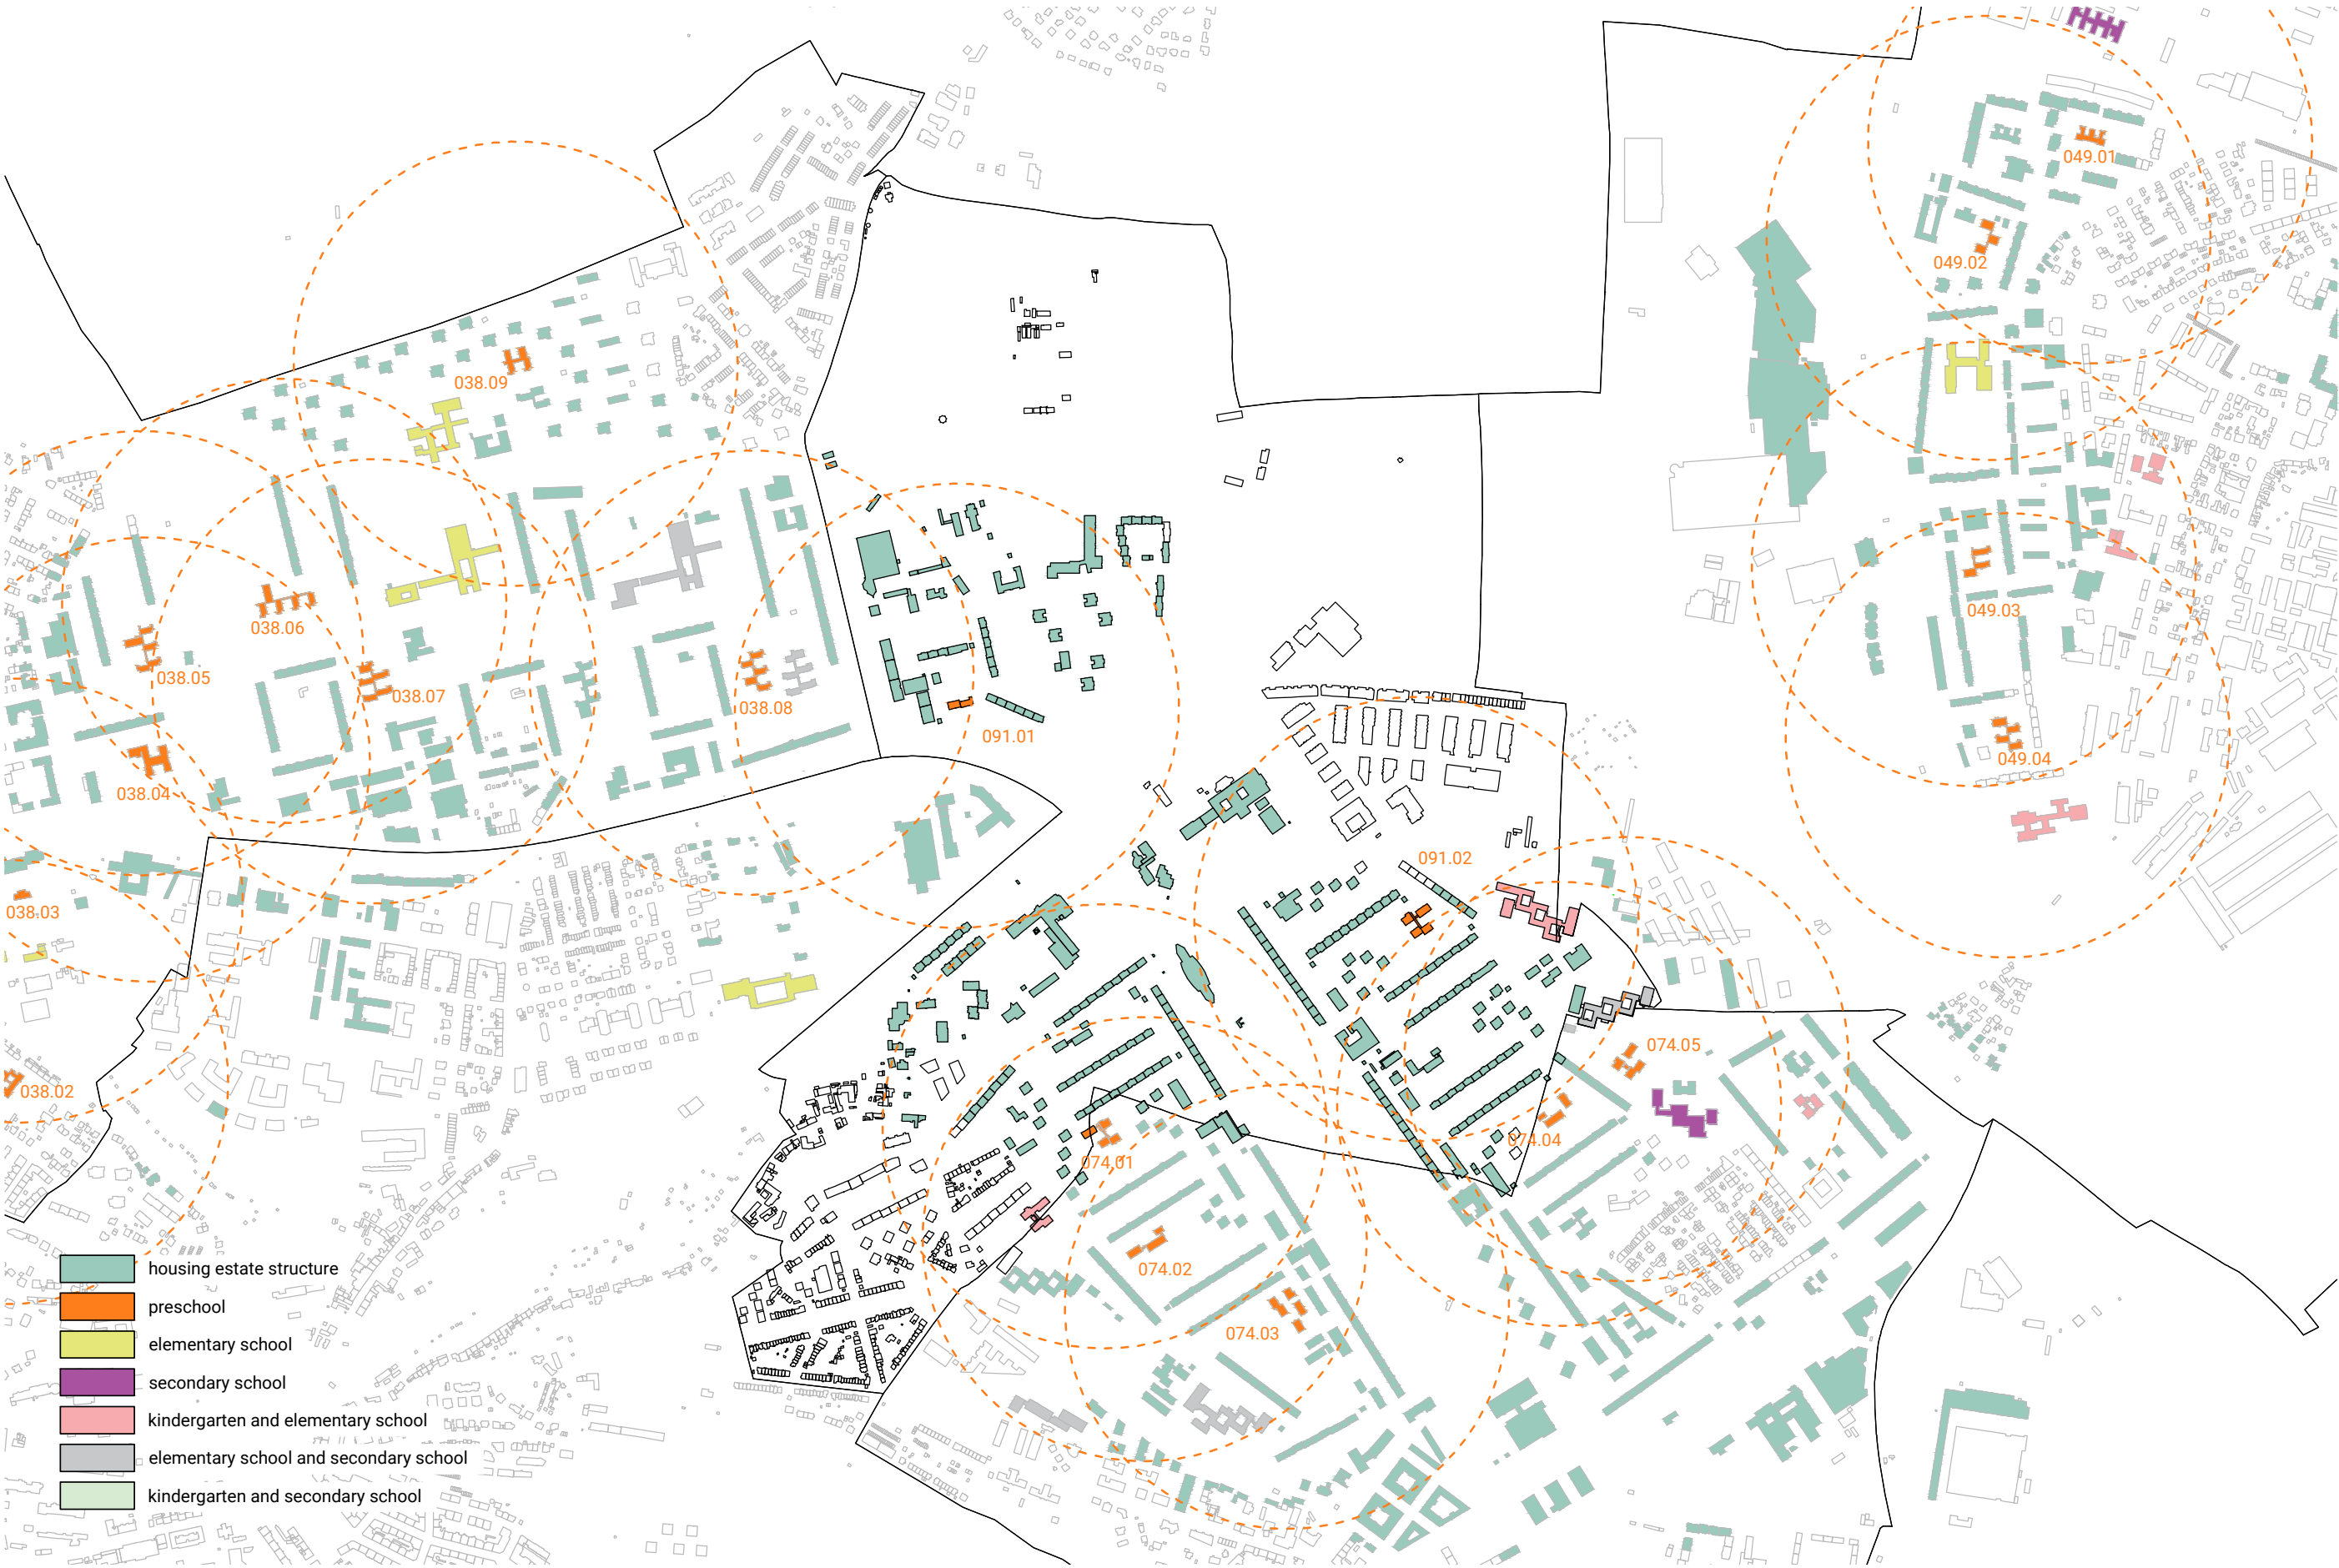 049.01
049.02
038.09
049.03
038.06
038.05
038.07
038.08
091.01
049.04
038.04
091.02
038.03
074.05
038.02
074.04
074.01
074.02
074.03
housing estate structure
preschool
elementary school
secondary school
kindergarten and elementary school
elementary school and secondary school
kindergarten and secondary school